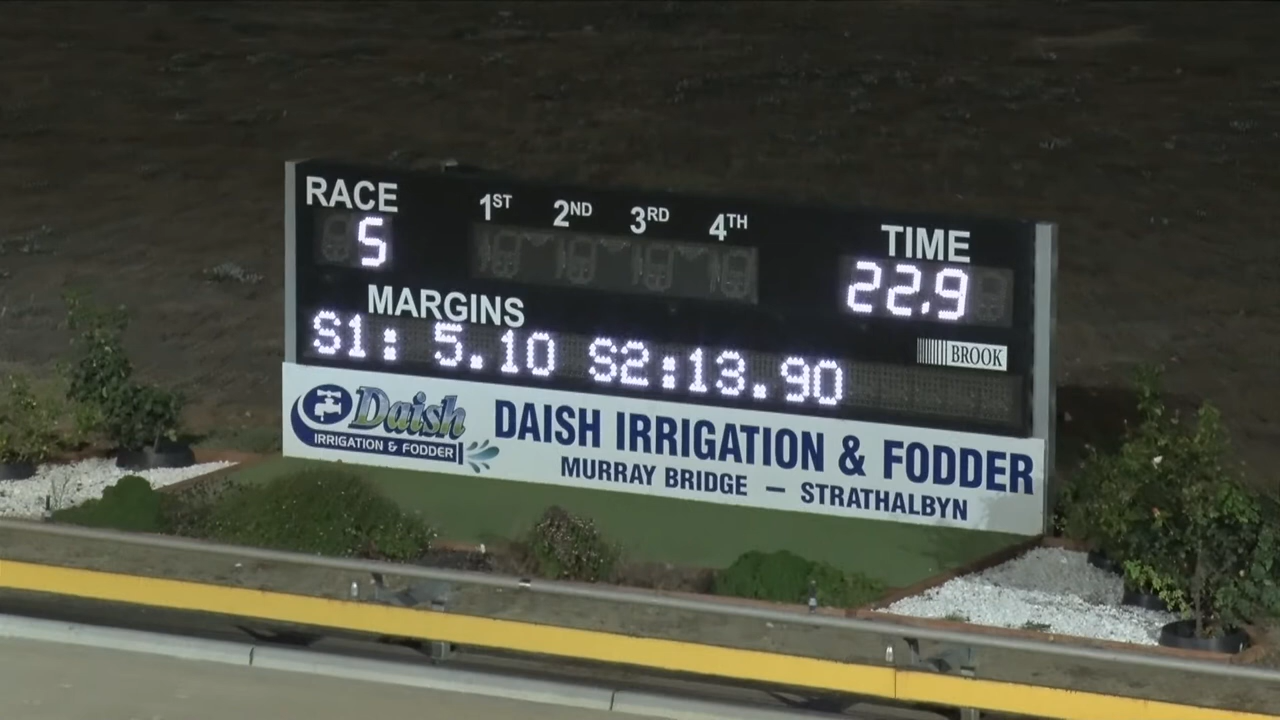 RACE 1ST 2ND 3RD 4TH TIME
5 22.9
MARGINS
S1: 5.10 S2:13.90
BROOK
Daish
IRRIGATION & FODDER
DAISH IRRIGATION & FODDER
MURRAY BRIDGE – STRATHALBYN